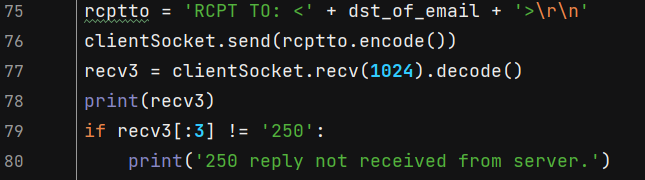 75 rcptto = 'RCPT TO: <' + dst_of_email + '>\r\n'
76 clientSocket.send(rcptto.encode())
77 recv3 = clientSocket.recv(1024).decode()
78 print(recv3)
79 if recv3[:3] != '250':
80 print('250 reply not received from server.')